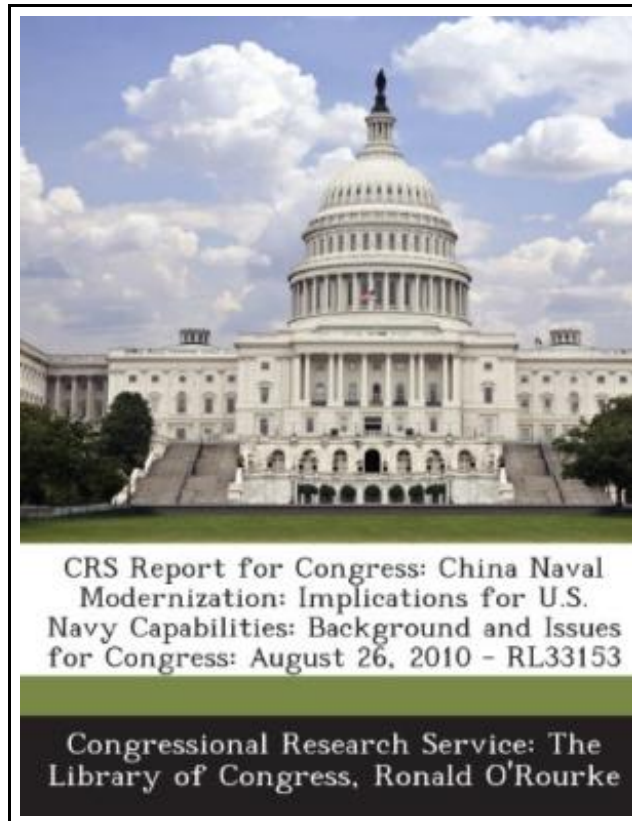 CRS Report for Congress: China Naval
Modernization: Implications for U.S.
Navy Capabilities: Background and Issues
for Congress: August 26, 2010 - RL33153
Congressional Research Service: The
Library of Congress, Ronald O'Rourke